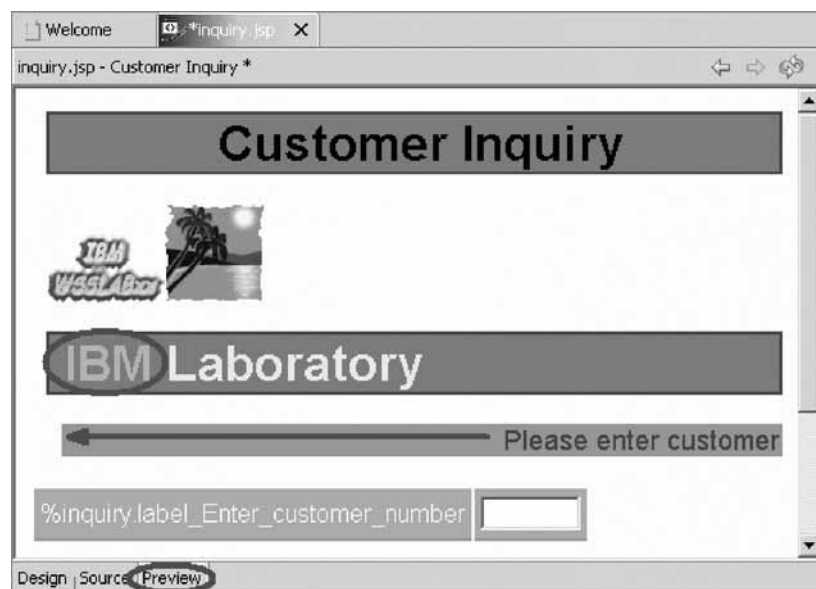 Welcome *inquiry.jsp X
inquiry.jsp - Customer Inquiry *
Customer Inquiry
IBM
WSSLABxx
IBM Laboratory
Please enter customer
%inquiry.label_Enter_customer_number
Design Source Preview